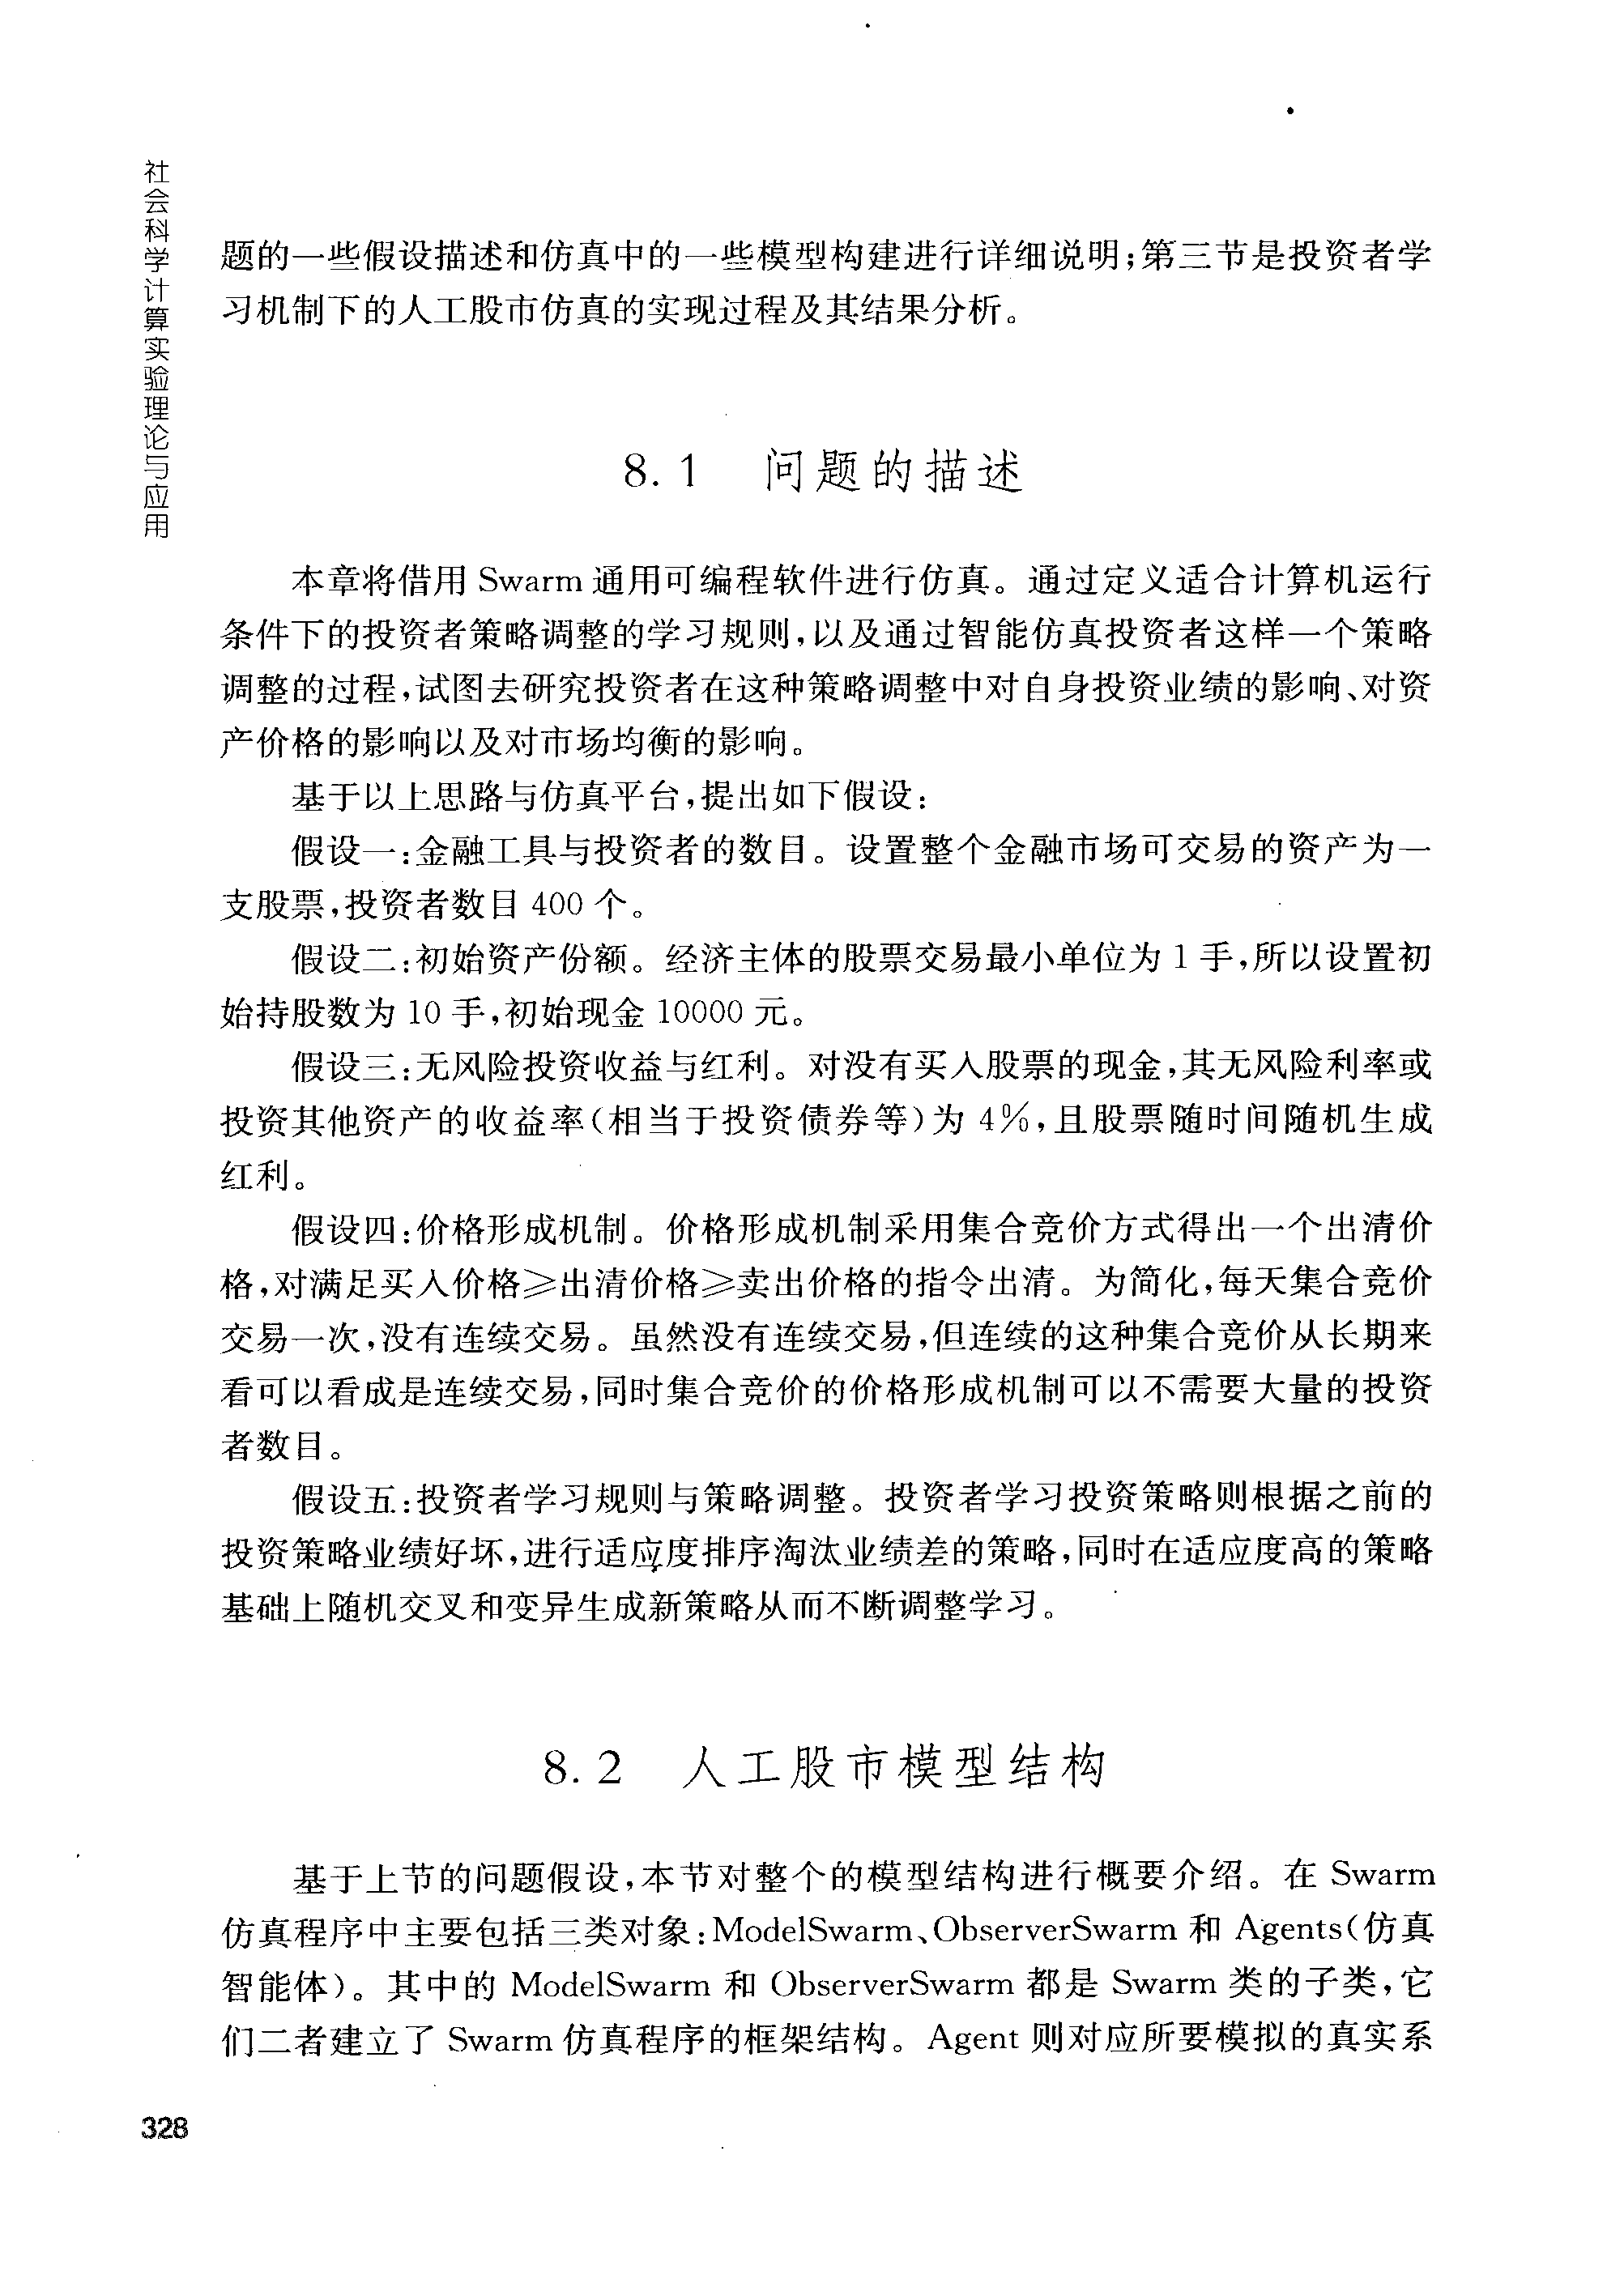 社会科学计算实验理论与应用
题的一些假设描述和仿真中的一些模型构建进行详细说明;第三节是投资者学
习机制下的人工股市仿真的实现过程及其结果分析。
8.1 问题的描述
本章将借用 Swarm 通用可编程软件进行仿真。通过定义适合计算机运行
条件下的投资者策略调整的学习规则,以及通过智能仿真投资者这样一个策略
调整的过程,试图去研究投资者在这种策略调整中对自身投资业绩的影响、对资
产价格的影响以及对市场均衡的影响。
基于以上思路与仿真平台,提出如下假设:
假设一:金融工具与投资者的数目。设置整个金融市场可交易的资产为一
支股票,投资者数目 400 个。
假设二:初始资产份额。经济主体的股票交易最小单位为 1 手,所以设置初
始持股数为 10 手,初始现金 10000 元。
假设三:无风险投资收益与红利。对没有买入股票的现金,其无风险利率或
投资其他资产的收益率(相当于投资债券等)为 4%,且股票随时间随机生成
红利。
假设四:价格形成机制。价格形成机制采用集合竞价方式得出一个出清价
格,对满足买入价格≥出清价格≥卖出价格的指令出清。为简化,每天集合竞价
交易一次,没有连续交易。虽然没有连续交易,但连续的这种集合竞价从长期来
看可以看成是连续交易,同时集合竞价的价格形成机制可以不需要大量的投资
者数目。
假设五:投资者学习规则与策略调整。投资者学习投资策略则根据之前的
投资策略业绩好坏,进行适应度排序淘汰业绩差的策略,同时在适应度高的策略
基础上随机交叉和变异生成新策略从而不断调整学习。
8.2 人工股市模型结构
基于上节的问题假设,本节对整个的模型结构进行概要介绍。在 Swarm
仿真程序中主要包括三类对象:ModelSwarm、ObserverSwarm 和 Agents(仿真
智能体)。其中的 ModelSwarm 和 ObserverSwarm 都是 Swarm 类的子类,它
们二者建立了 Swarm 仿真程序的框架结构。Agent 则对应所要模拟的真实系
328